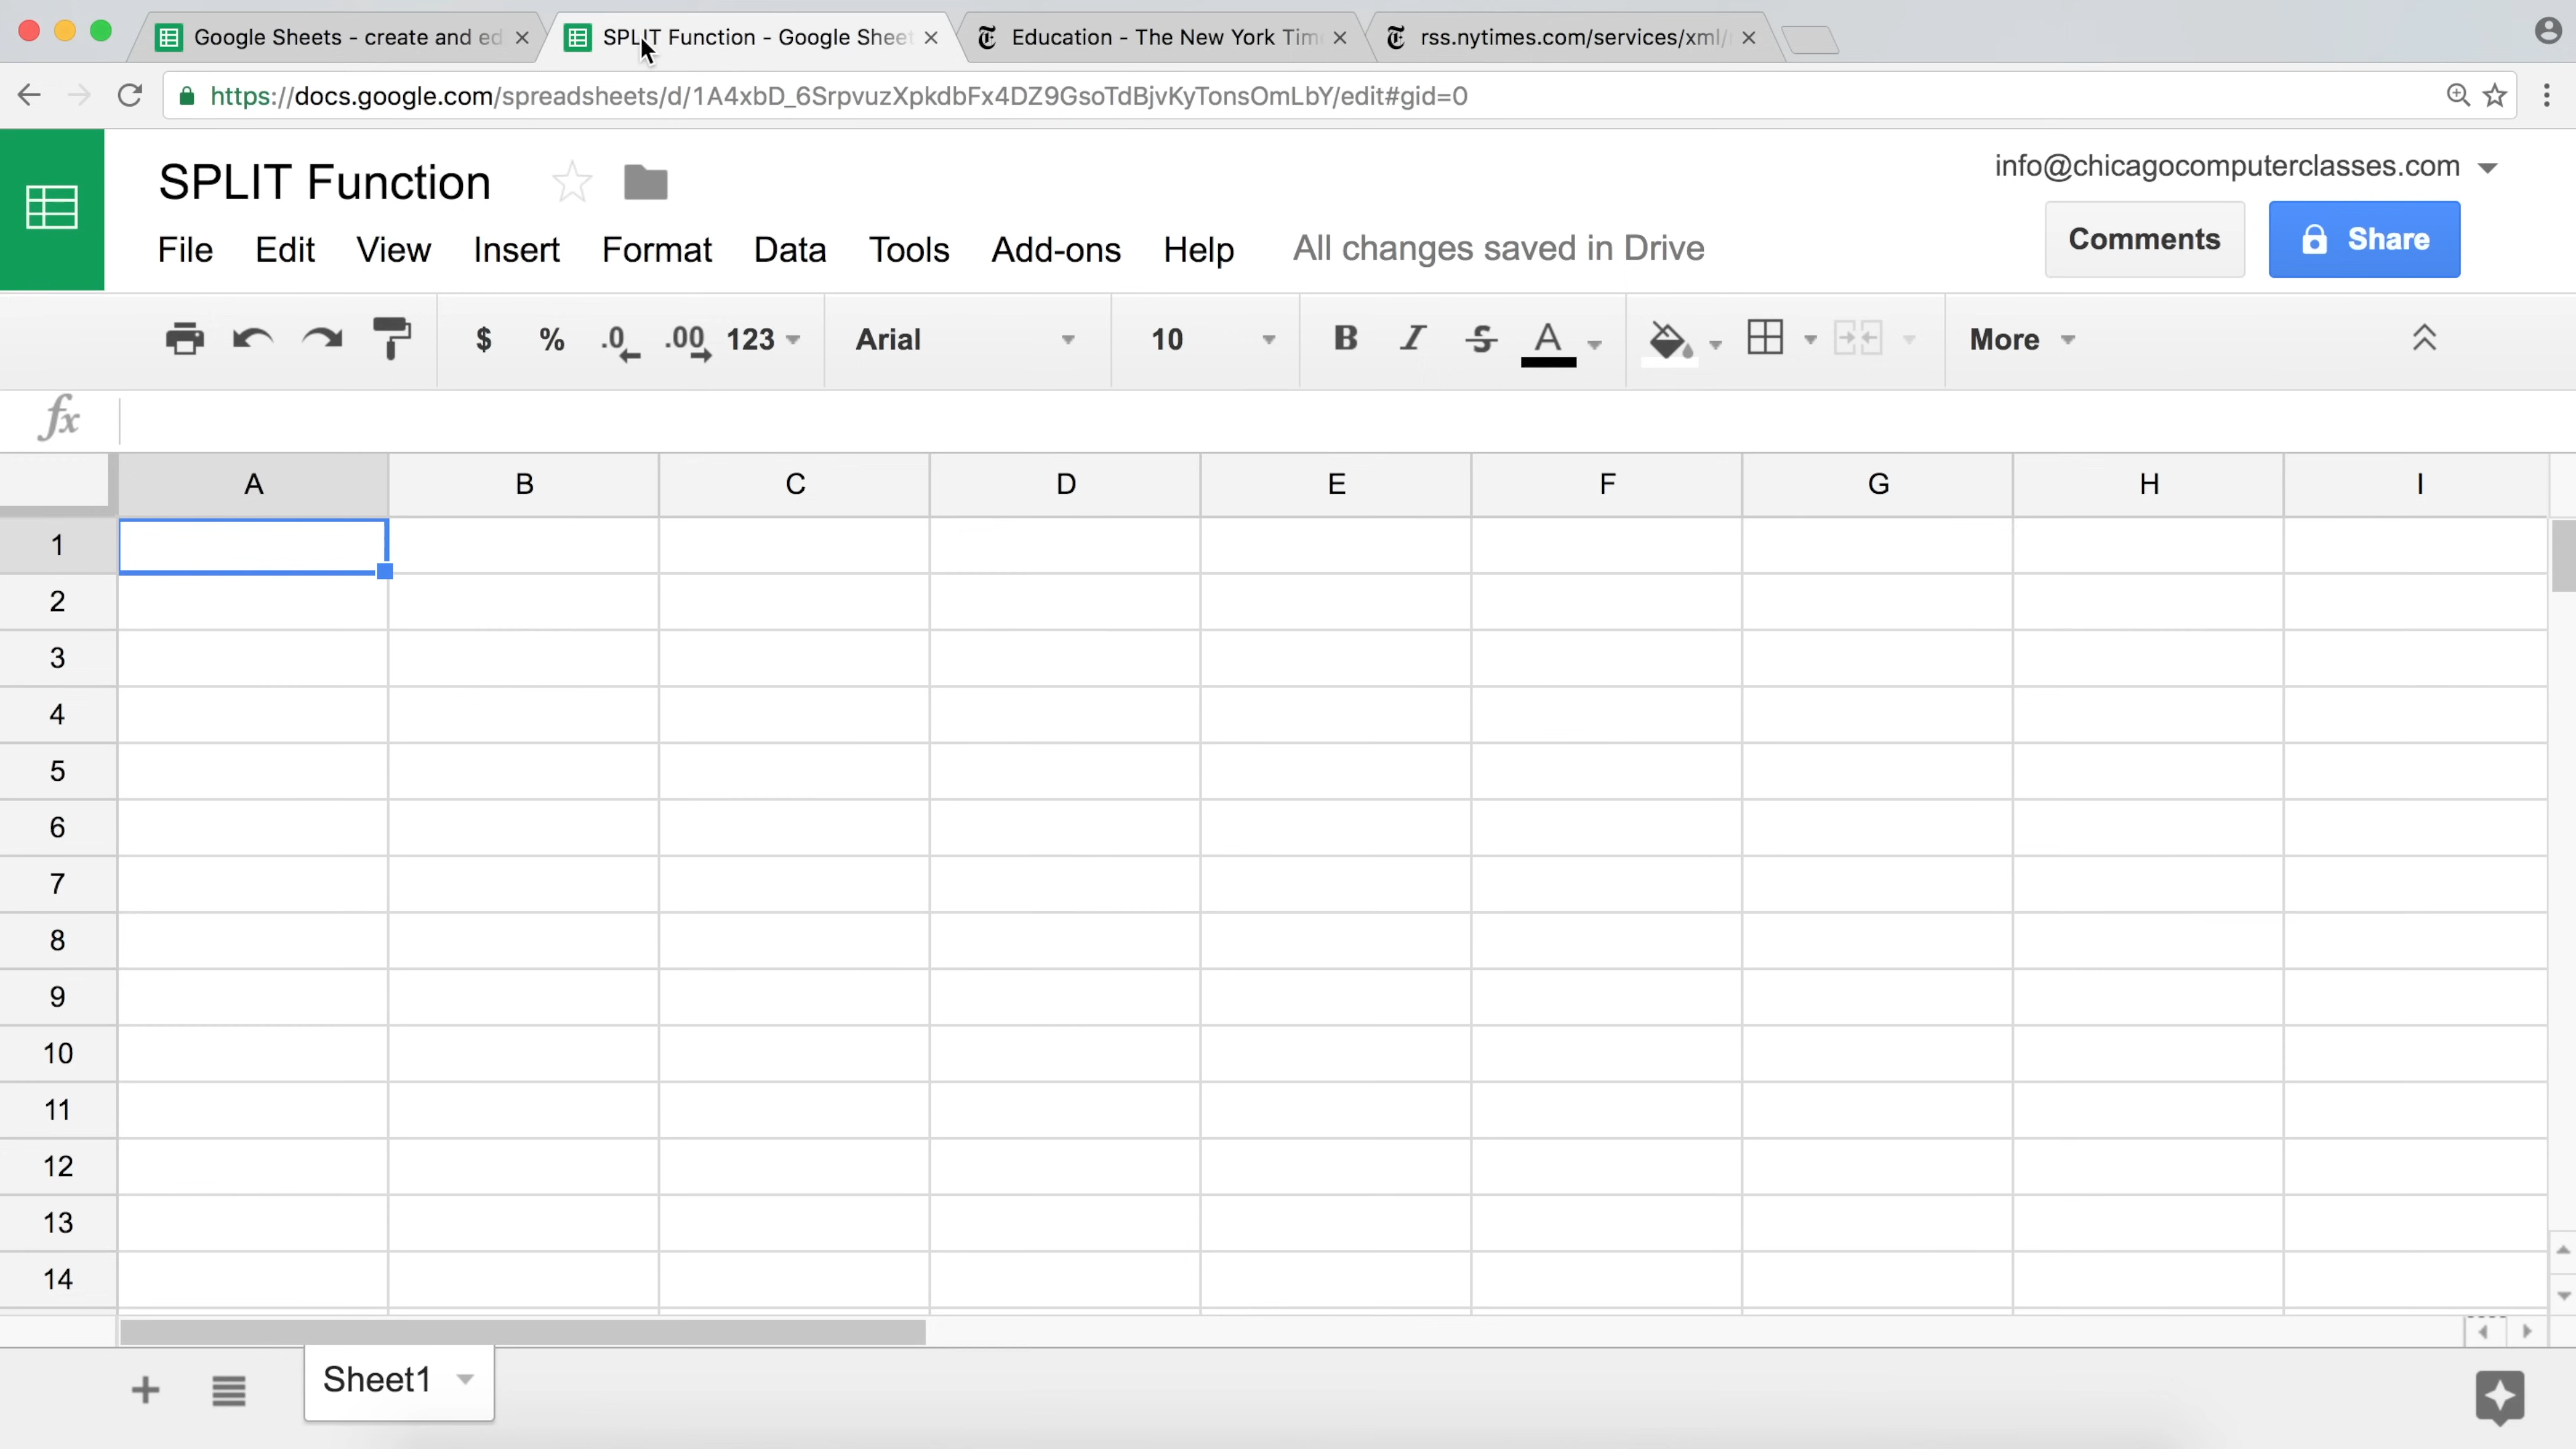 Google Sheets - create and ed
SPLIT Function - Google Sheet
Education - The New York Tim
rss.nytimes.com/services/xml/
https://docs.google.com/spreadsheets/d/1A4xbD_6SrpvuzXpkdbFx4DZ9GsoTdBjvKyTonsOmLbY/edit#gid=0
SPLIT Function
info@chicagocomputerclasses.com
File Edit View Insert Format Data Tools Add-ons Help All changes saved in Drive
Comments
Share
$ % .0 .00 123 Arial 10 B I S A More
fx
A B C D E F G H I
1
2
3
4
5
6
7
8
9
10
11
12
13
14
Sheet1